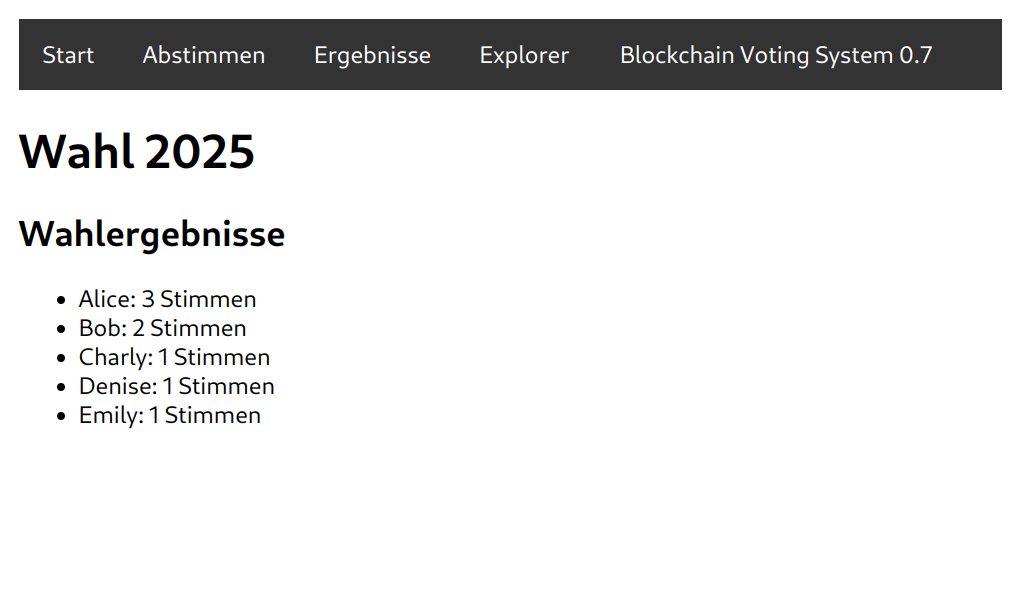 Start Abstimmen Ergebnisse Explorer Blockchain Voting System 0.7
Wahl 2025
Wahlergebnisse
Alice: 3 Stimmen
Bob: 2 Stimmen
Charly: 1 Stimmen
Denise: 1 Stimmen
Emily: 1 Stimmen